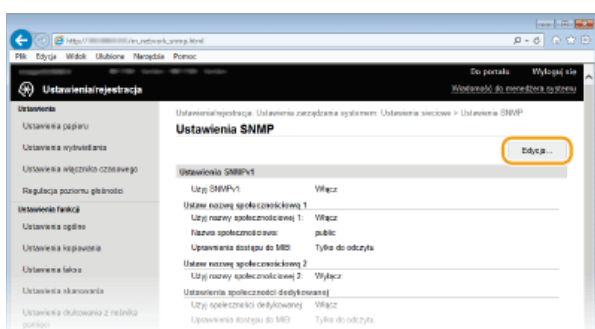 Plik Edycja Widok Ulubione Narzędzia Pomoc
Do portalu Wyloguj się
Ustawienia/rejestracja
Wiadomość do menedżera systemu
Ustawienia
Ustawienia papieru
Ustawienia wyświetlania
Ustawienia włącznika czasowego
Regulacja poziomu głośności
Ustawienia funkcji
Ustawienia ogólne
Ustawienia kopiowania
Ustawienia faksu
Ustawienia skanowania
Ustawienia drukowania z nośnika
pamięci
Ustawienia/rejestracja: Ustawienia zarządzania systemem: Ustawienia sieciowe > Ustawienia SNMP
Ustawienia SNMP
Edycja...
Ustawienia SNMPv1
Użyj SNMPv1: Włącz
Ustaw nazwę społecznościową 1
Użyj nazwy społecznościowej 1: Włącz
Nazwa społecznościowa: public
Uprawnienia dostępu do MIB: Tylko do odczytu
Ustaw nazwę społecznościową 2
Użyj nazwy społecznościowej 2: Wyłącz
Ustawienia społeczności dedykowanej
Użyj społeczności dedykowanej: Włącz
Uprawnienia dostępu do MIB: Tylko do odczytu